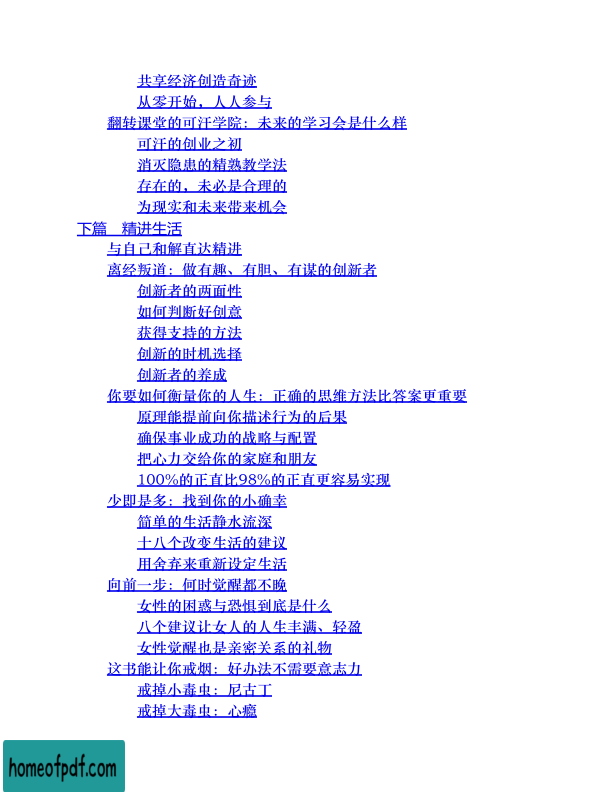 共享经济创造奇迹
从零开始，人人参与
翻转课堂的可汗学院：未来的学习会是什么样
可汗的创业之初
消灭隐患的精熟教学法
存在的，未必是合理的
为现实和未来带来机会
下篇　精进生活
与自己和解直达精进
离经叛道：做有趣、有胆、有谋的创新者
创新者的两面性
如何判断好创意
获得支持的方法
创新的时机选择
创新者的养成
你要如何衡量你的人生：正确的思维方法比答案更重要
原理能提前向你描述行为的后果
确保事业成功的战略与配置
把心力交给你的家庭和朋友
100%的正直比98%的正直更容易实现
少即是多：找到你的小确幸
简单的生活静水流深
十八个改变生活的建议
用舍弃来重新设定生活
向前一步：何时觉醒都不晚
女性的困惑与恐惧到底是什么
八个建议让女人的人生丰满、轻盈
女性觉醒也是亲密关系的礼物
这书能让你戒烟：好办法不需要意志力
戒掉小毒虫：尼古丁
戒掉大毒虫：心瘾
homeofpdf.com